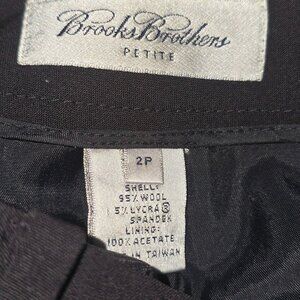 Brooks Brothers
PETITE
2P
SHELL:
95% WOOL
5% LYCRA®
SPANDEX
LINING:
100% ACETATE
IN TAIWAN